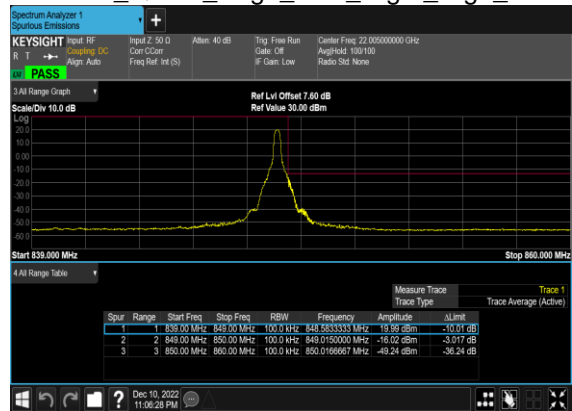 Spectrum Analyzer 1
Spurious Emissions
KEYSIGHT Input: RF Input Z: 50 Ω Atten: 40 dB Trig: Free Run Center Freq: 22.005000000 GHz
R T Coupling: DC Corr CCorr Gate: Off Avg|Hold: 100/100
Align: Auto Freq Ref: Int (S) IF Gain: Low Radio Std: None
PASS
3 All Range Graph
Ref Lvl Offset 7.60 dB
Scale/Div 10.0 dB Ref Value 30.00 dBm
Log
20.0
10.0
0.00
-10.0
-20.0
-30.0
-40.0
-50.0
-60.0
Start 839.000 MHz Stop 860.000 MHz
4 All Range Table
Measure Trace Trace 1
Trace Type Trace Average (Active)
Spur Range Start Freq Stop Freq RBW Frequency Amplitude ΔLimit
1 1 839.00 MHz 849.00 MHz 100.0 kHz 848.5833333 MHz 19.99 dBm -10.01 dB
2 2 849.00 MHz 850.00 MHz 100.0 kHz 849.0150000 MHz -16.02 dBm -3.017 dB
3 3 850.00 MHz 860.00 MHz 100.0 kHz 850.0166667 MHz -49.24 dBm -36.24 dB
? Dec 10, 2022
11:06:28 PM